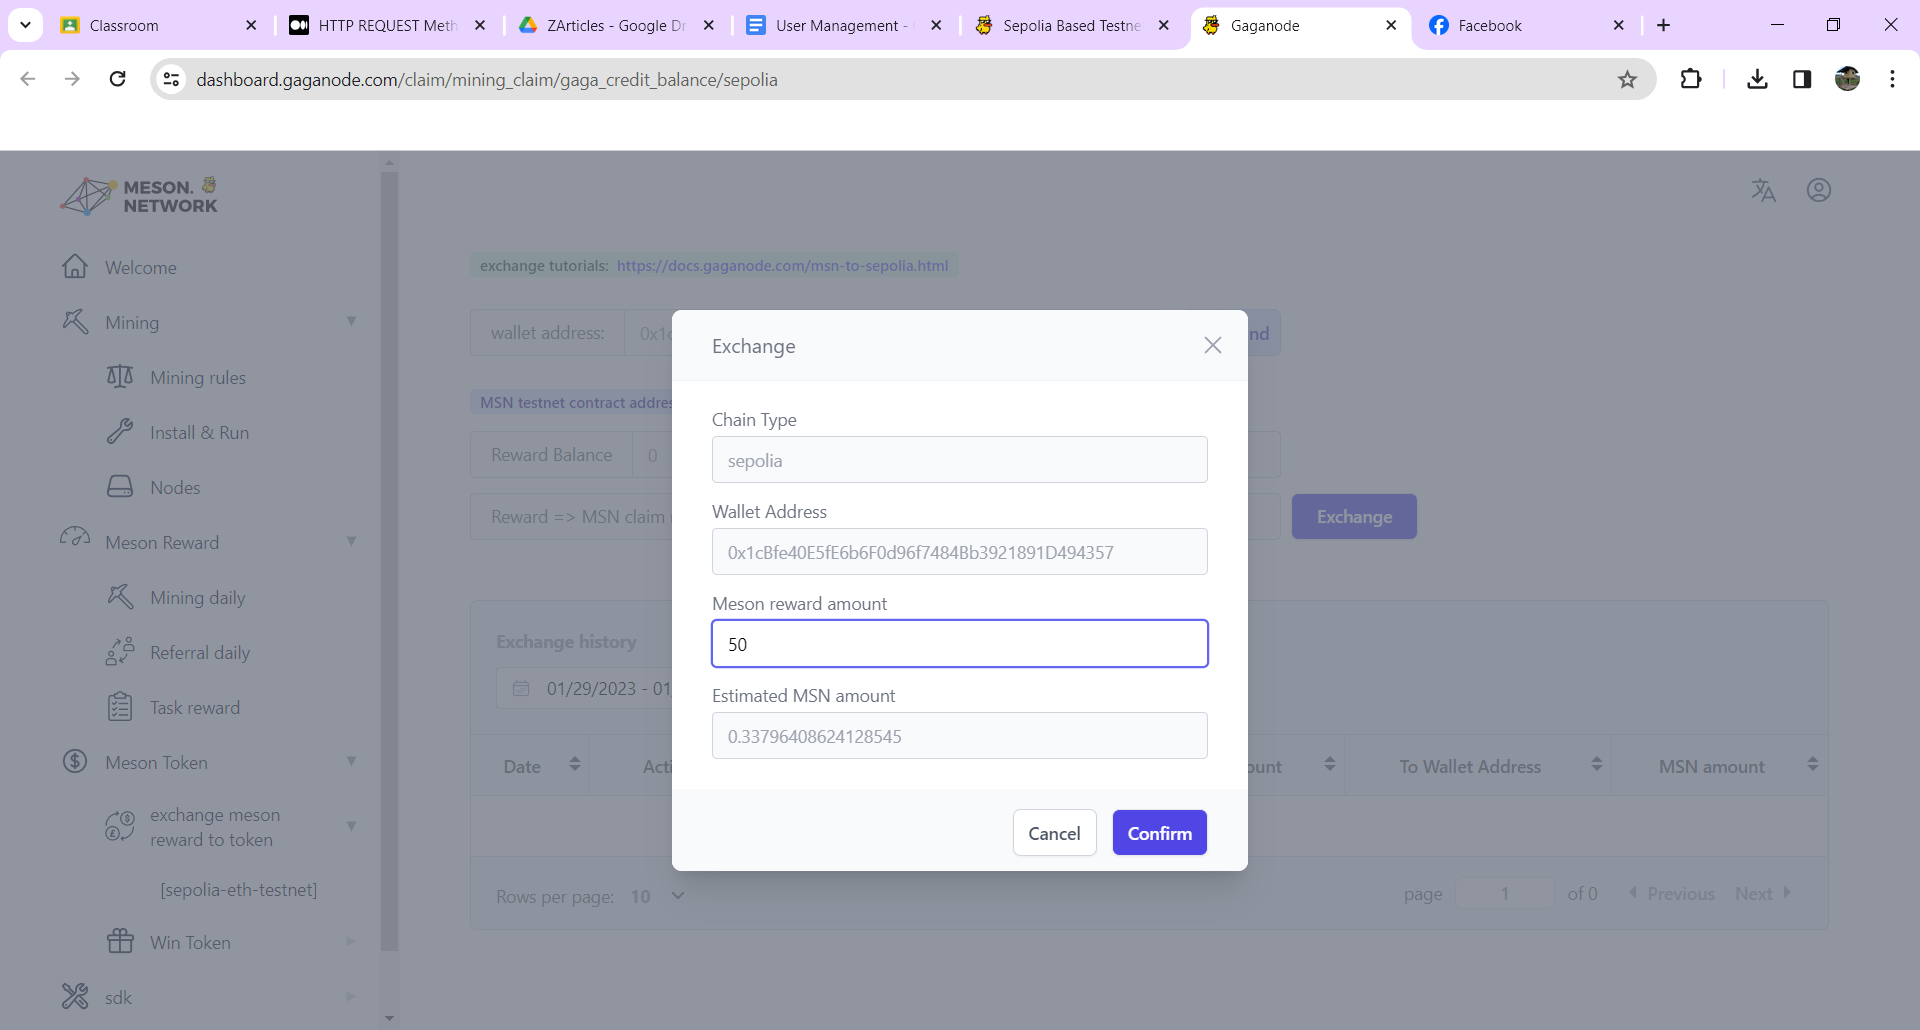 Classroom
HTTP REQUEST Meth
ZArticles - Google Dr
User Management -
Sepolia Based Testne
Gaganode
Facebook
dashboard.gaganode.com/claim/mining_claim/gaga_credit_balance/sepolia
MESON.
NETWORK
Welcome
Mining
Mining rules
Install & Run
Nodes
Meson Reward
Mining daily
Referral daily
Task reward
Meson Token
exchange meson
reward to token
[sepolia-eth-testnet]
Win Token
sdk
exchange tutorials: https://docs.gaganode.com/msn-to-sepolia.html
wallet address: 0x1c nd
MSN testnet contract addres
Reward Balance 0
Reward => MSN claim
Exchange
Exchange history
01/29/2023 - 01
Date Acti ount To Wallet Address MSN amount
Rows per page: 10 page 1 of 0 Previous Next
Exchange
Chain Type
sepolia
Wallet Address
0x1cBfe40E5fE6b6F0d96f7484Bb3921891D494357
Meson reward amount
50
Estimated MSN amount
0.33796408624128545
Cancel Confirm